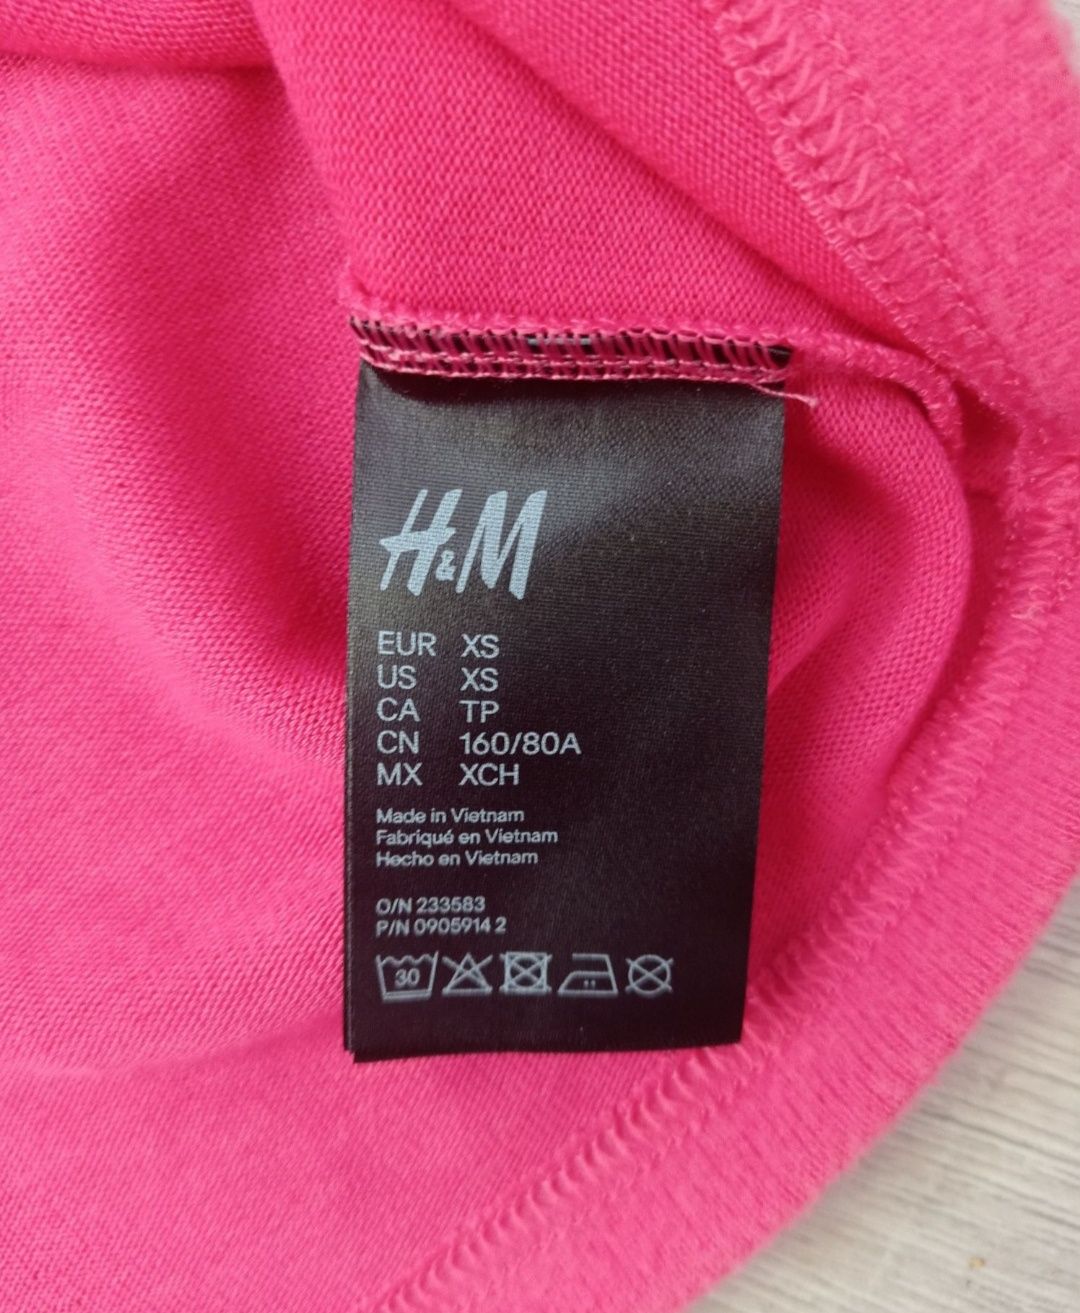 H&M
EUR XS
US XS
CA TP
CN 160/80A
MX XCH
Made in Vietnam
Fabriqué en Vietnam
Hecho en Vietnam
O/N 233583
P/N 0905914 2
30